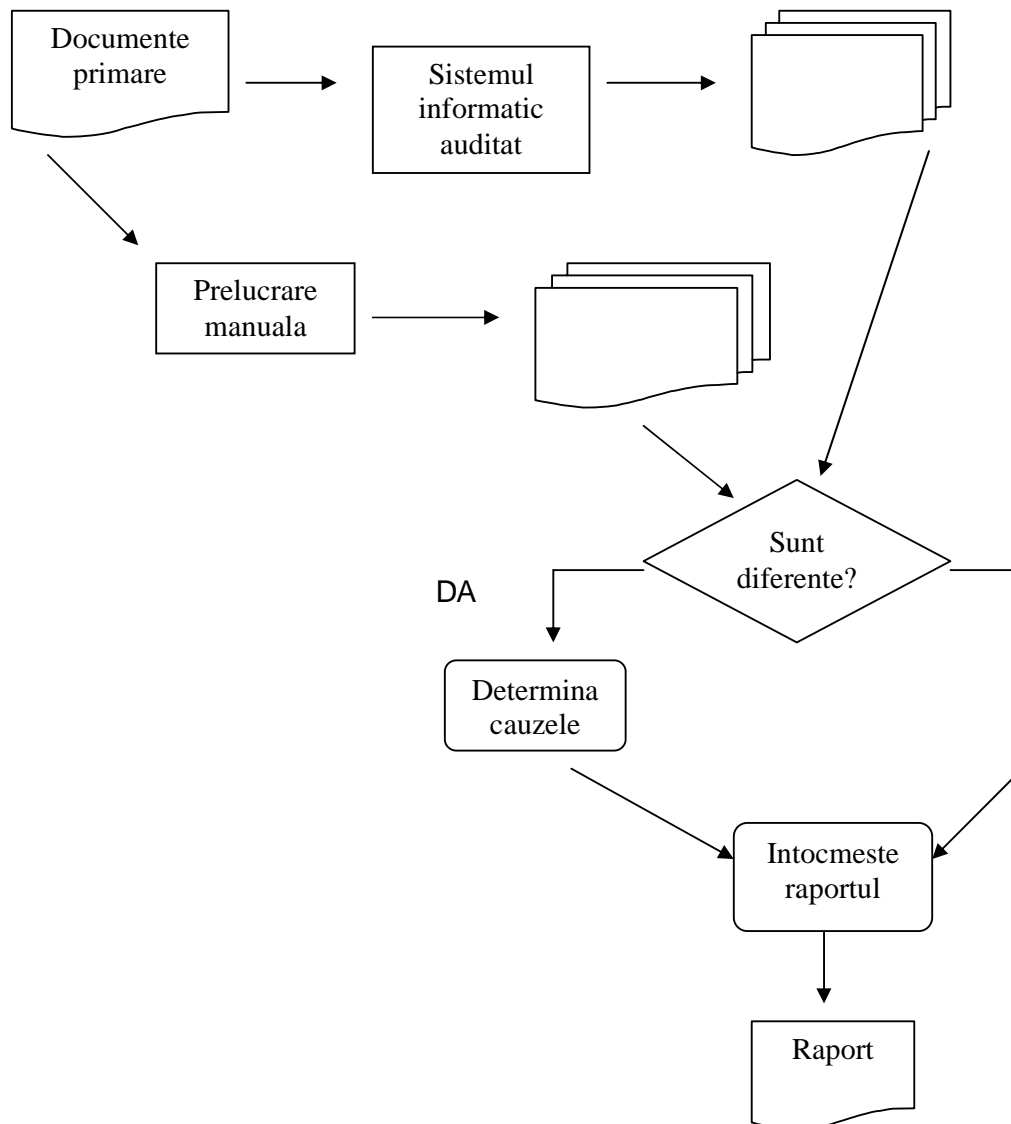 Documente
primare
Sistemul
informatic
auditat
Prelucrare
manuala
Sunt
diferente?
DA
Determina
cauzele
Intocmeste
raportul
Raport